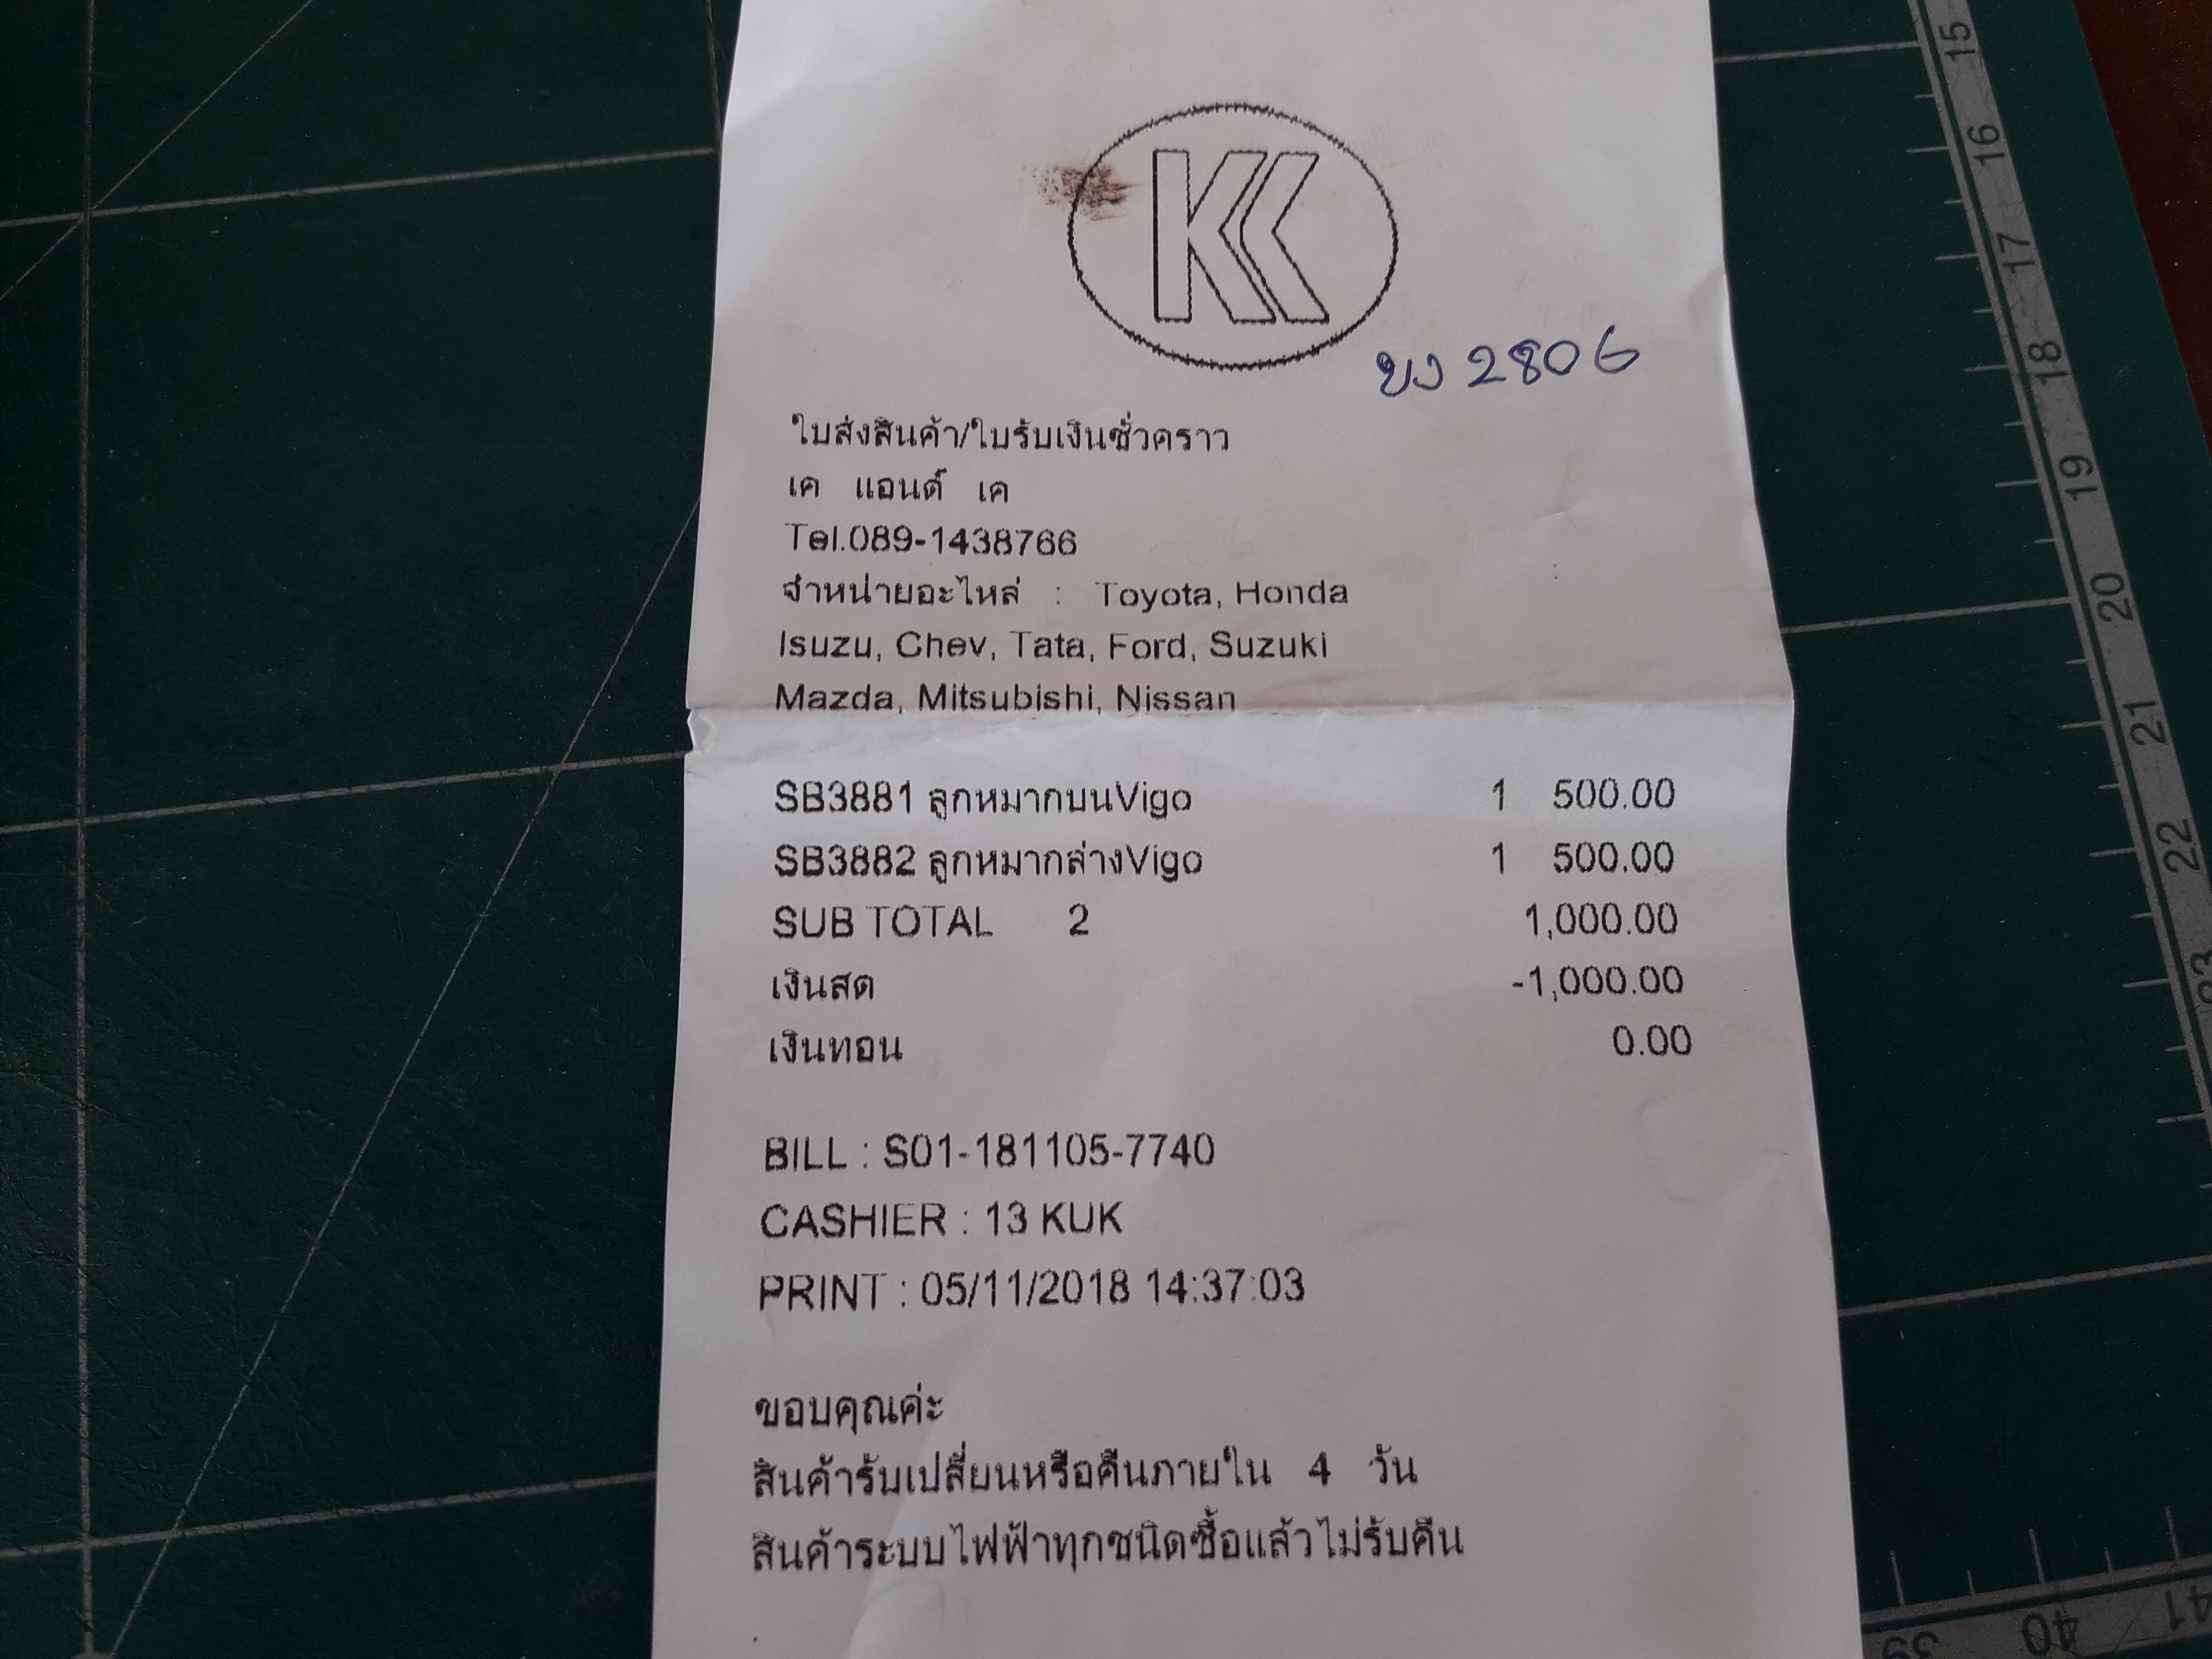 KK
บง 2806
ใบส่งสินค้า/ใบรับเงินชั่วคราว
เค แอนด์ เค
Tel.089-1438766
จำหน่ายอะไหล่ : Toyota, Honda
Isuzu, Chev, Tata, Ford, Suzuki
Mazda, Mitsubishi, Nissan
SB3881 ลูกหมากบนVigo 1 500.00
SB3882 ลูกหมากล่างVigo 1 500.00
SUB TOTAL 2 1,000.00
เงินสด -1,000.00
เงินทอน 0.00
BILL : S01-181105-7740
CASHIER : 13 KUK
PRINT : 05/11/2018 14:37:03
ขอบคุณค่ะ
สินค้ารับเปลี่ยนหรือคืนภายใน 4 วัน
สินค้าระบบไฟฟ้าทุกชนิดซื้อแล้วไม่รับคืน
15
16
17
18
19
20
21
22
23
39
40
41